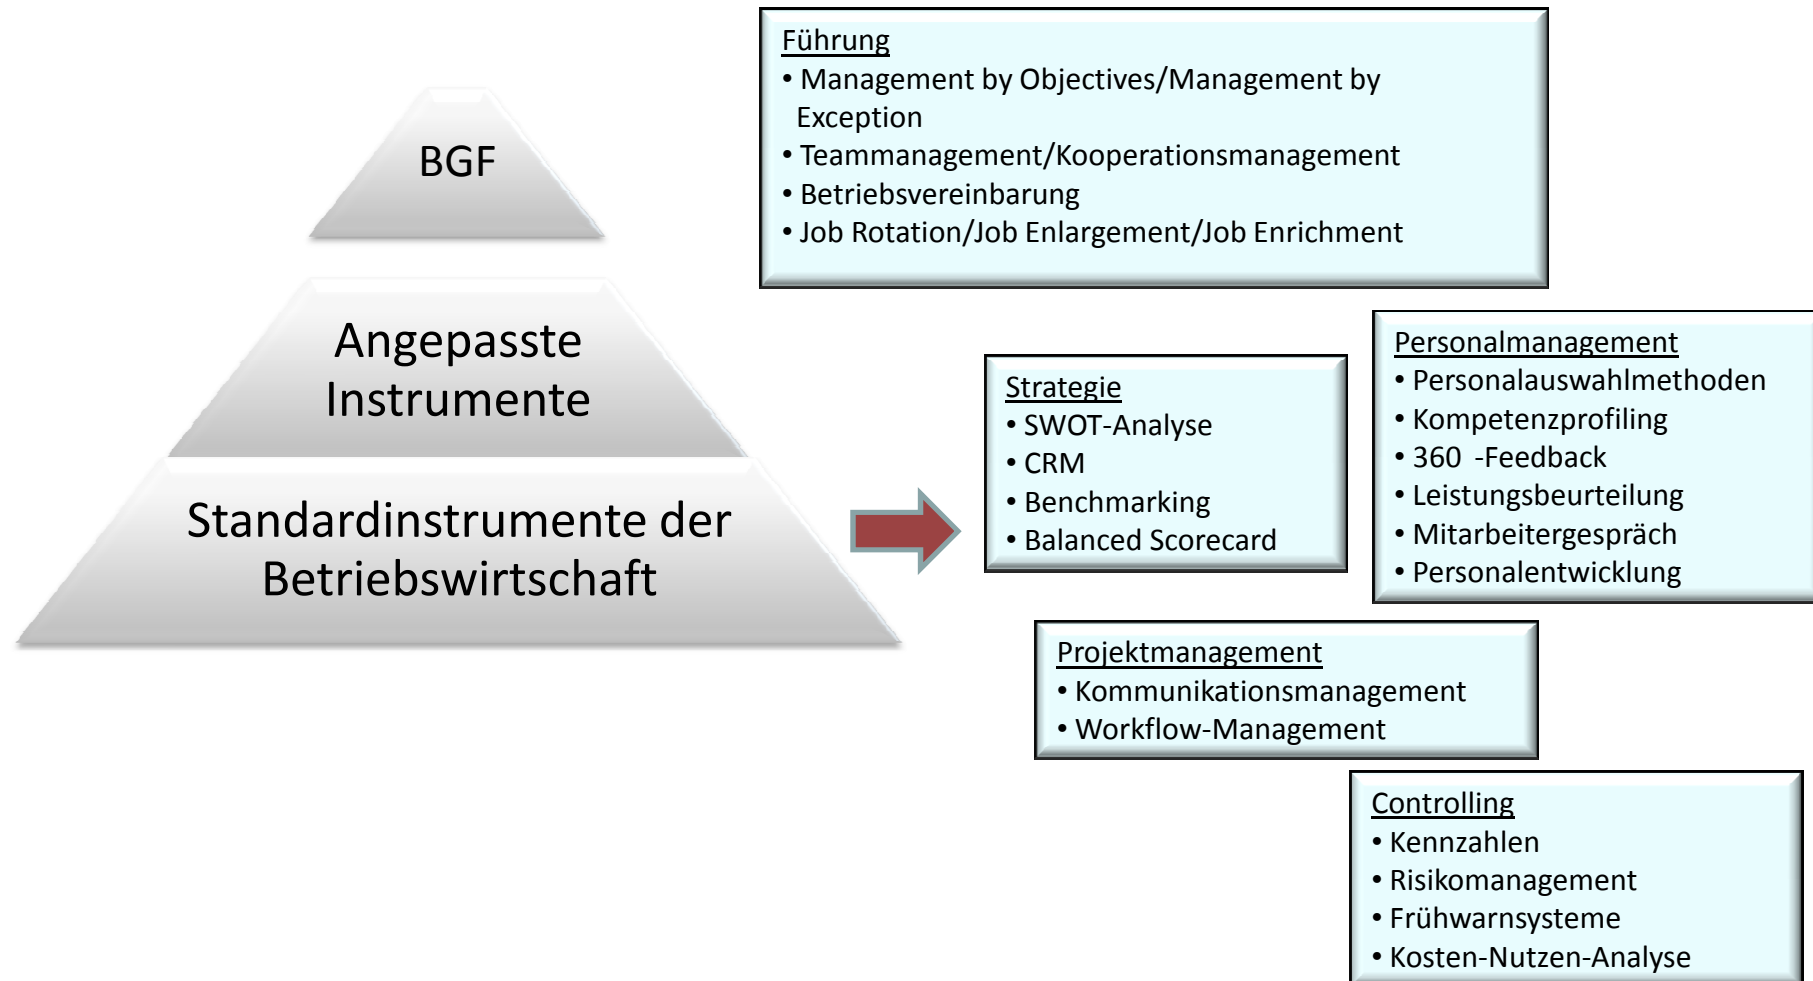 BGF
Angepasste
Instrumente
Standardinstrumente der
Betriebswirtschaft
Führung
• Management by Objectives/Management by
Exception
• Teammanagement/Kooperationsmanagement
• Betriebsvereinbarung
• Job Rotation/Job Enlargement/Job Enrichment
Strategie
• SWOT-Analyse
• CRM
• Benchmarking
• Balanced Scorecard
Personalmanagement
• Personalauswahlmethoden
• Kompetenzprofiling
• 360 -Feedback
• Leistungsbeurteilung
• Mitarbeitergespräch
• Personalentwicklung
Projektmanagement
• Kommunikationsmanagement
• Workflow-Management
Controlling
• Kennzahlen
• Risikomanagement
• Frühwarnsysteme
• Kosten-Nutzen-Analyse